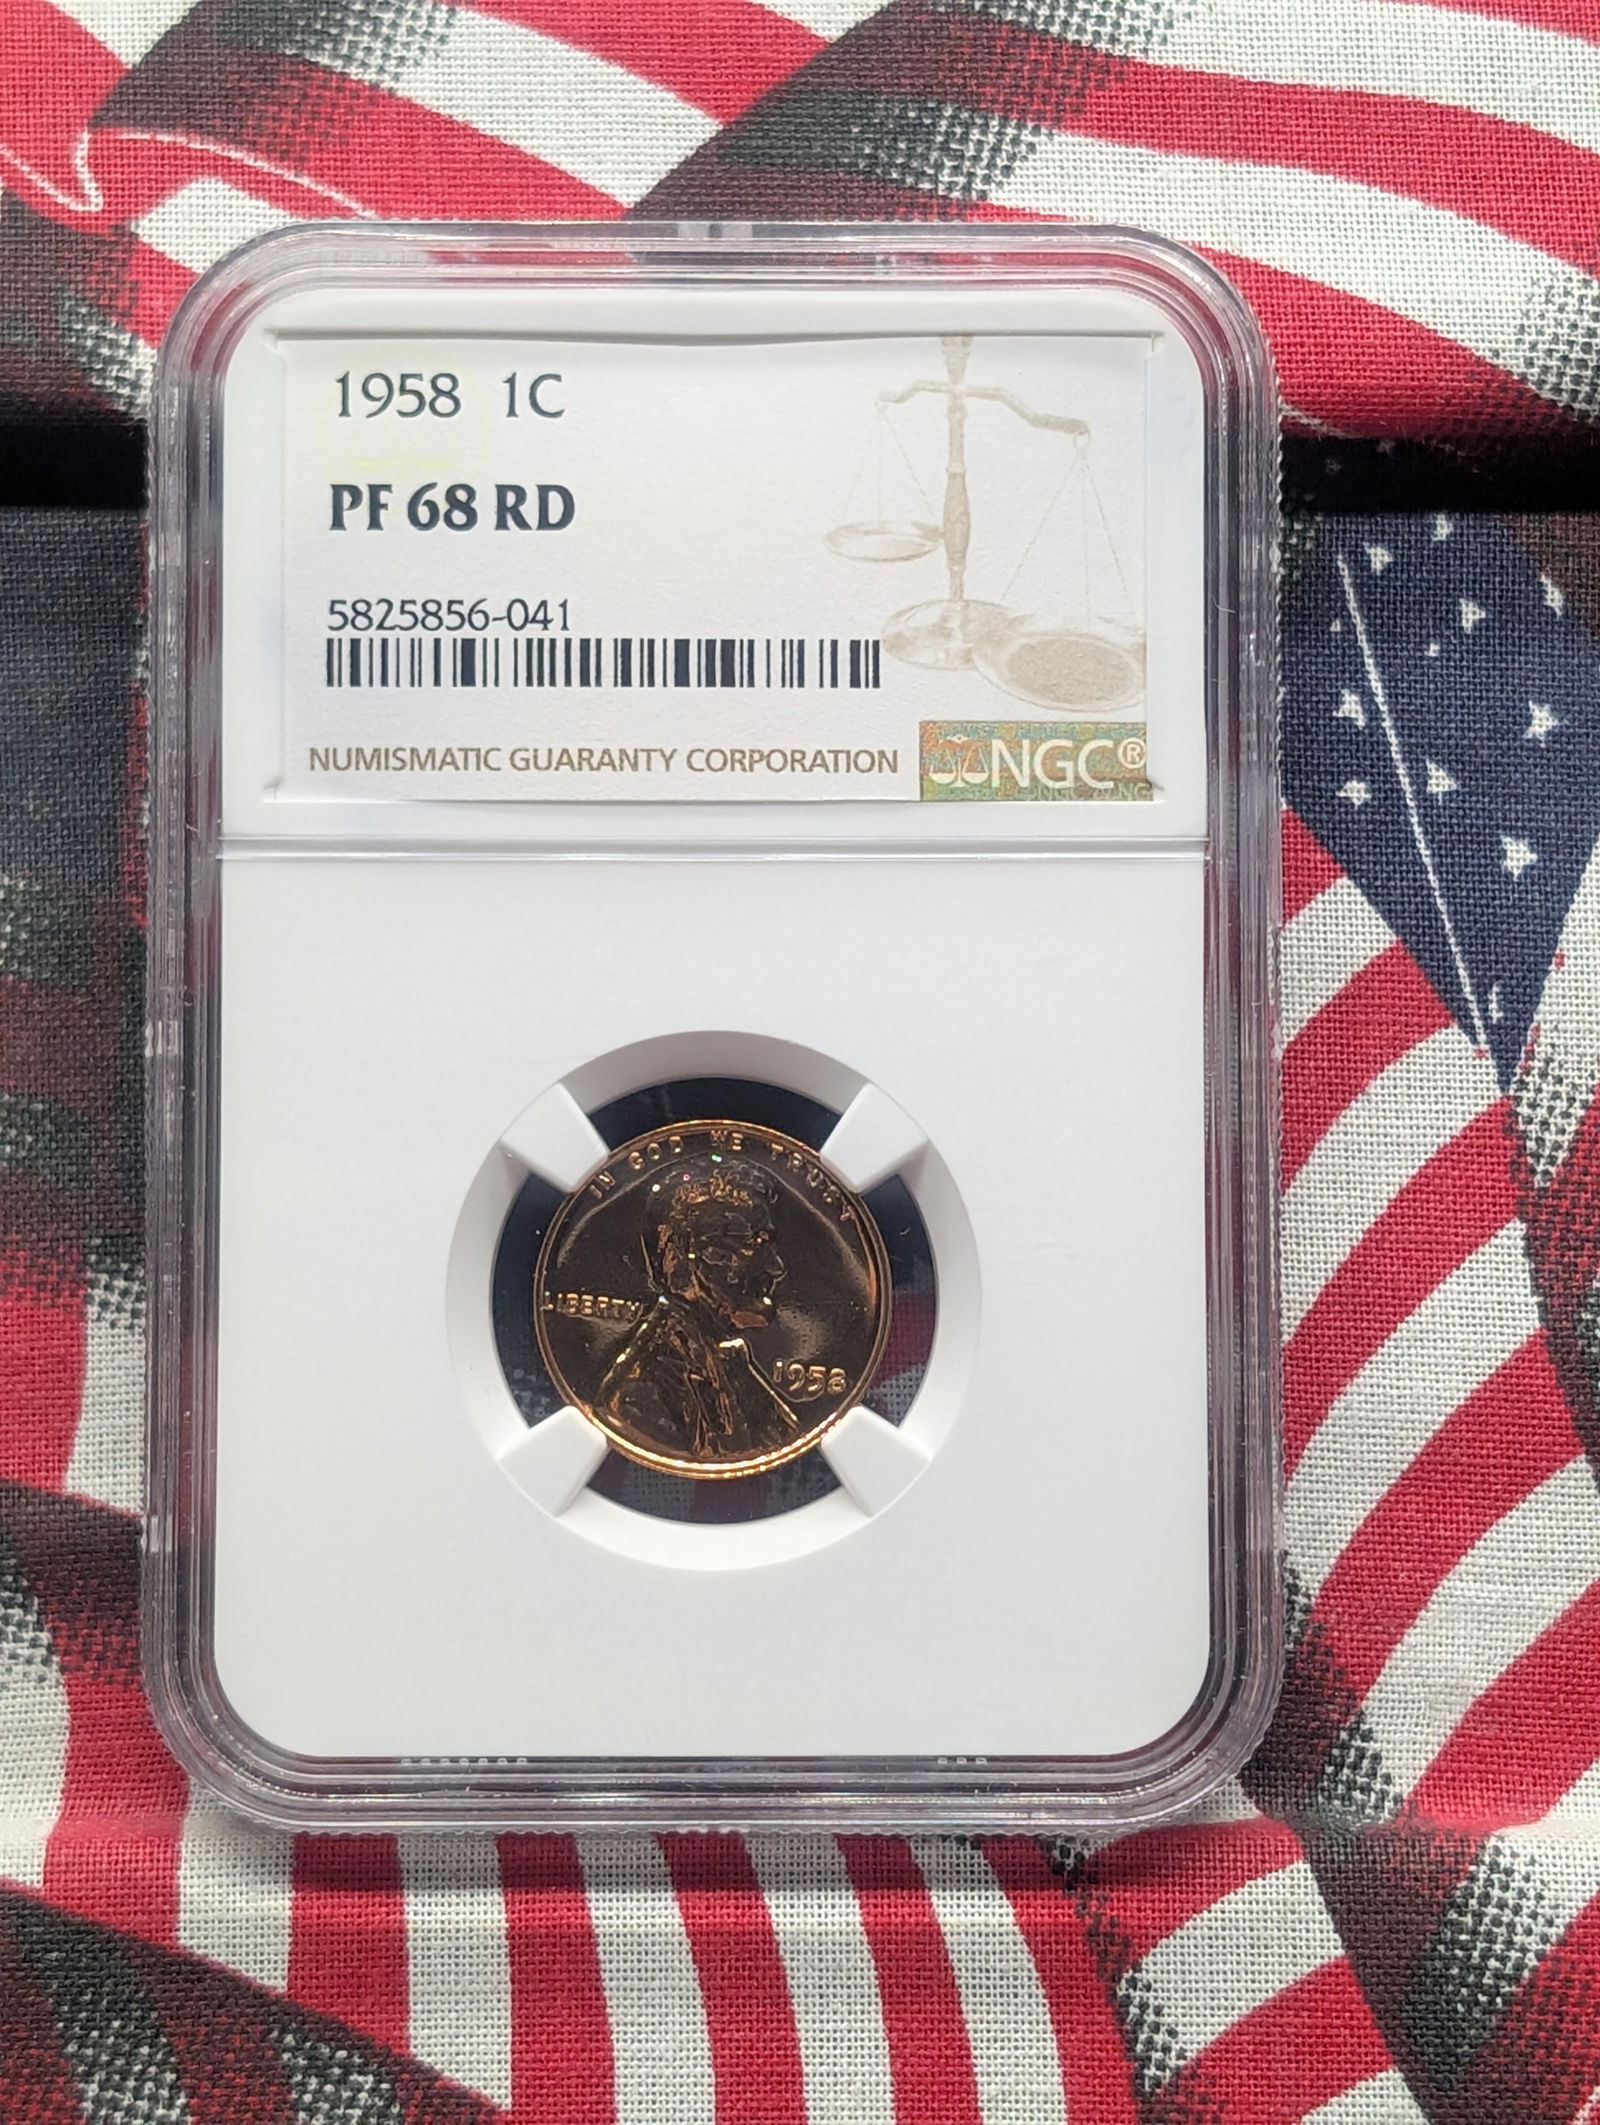 1958 1C
PF 68 RD
5825856-041
NUMISMATIC GUARANTY CORPORATION
NGC®
IN GOD WE TRUST
LIBERTY
1958